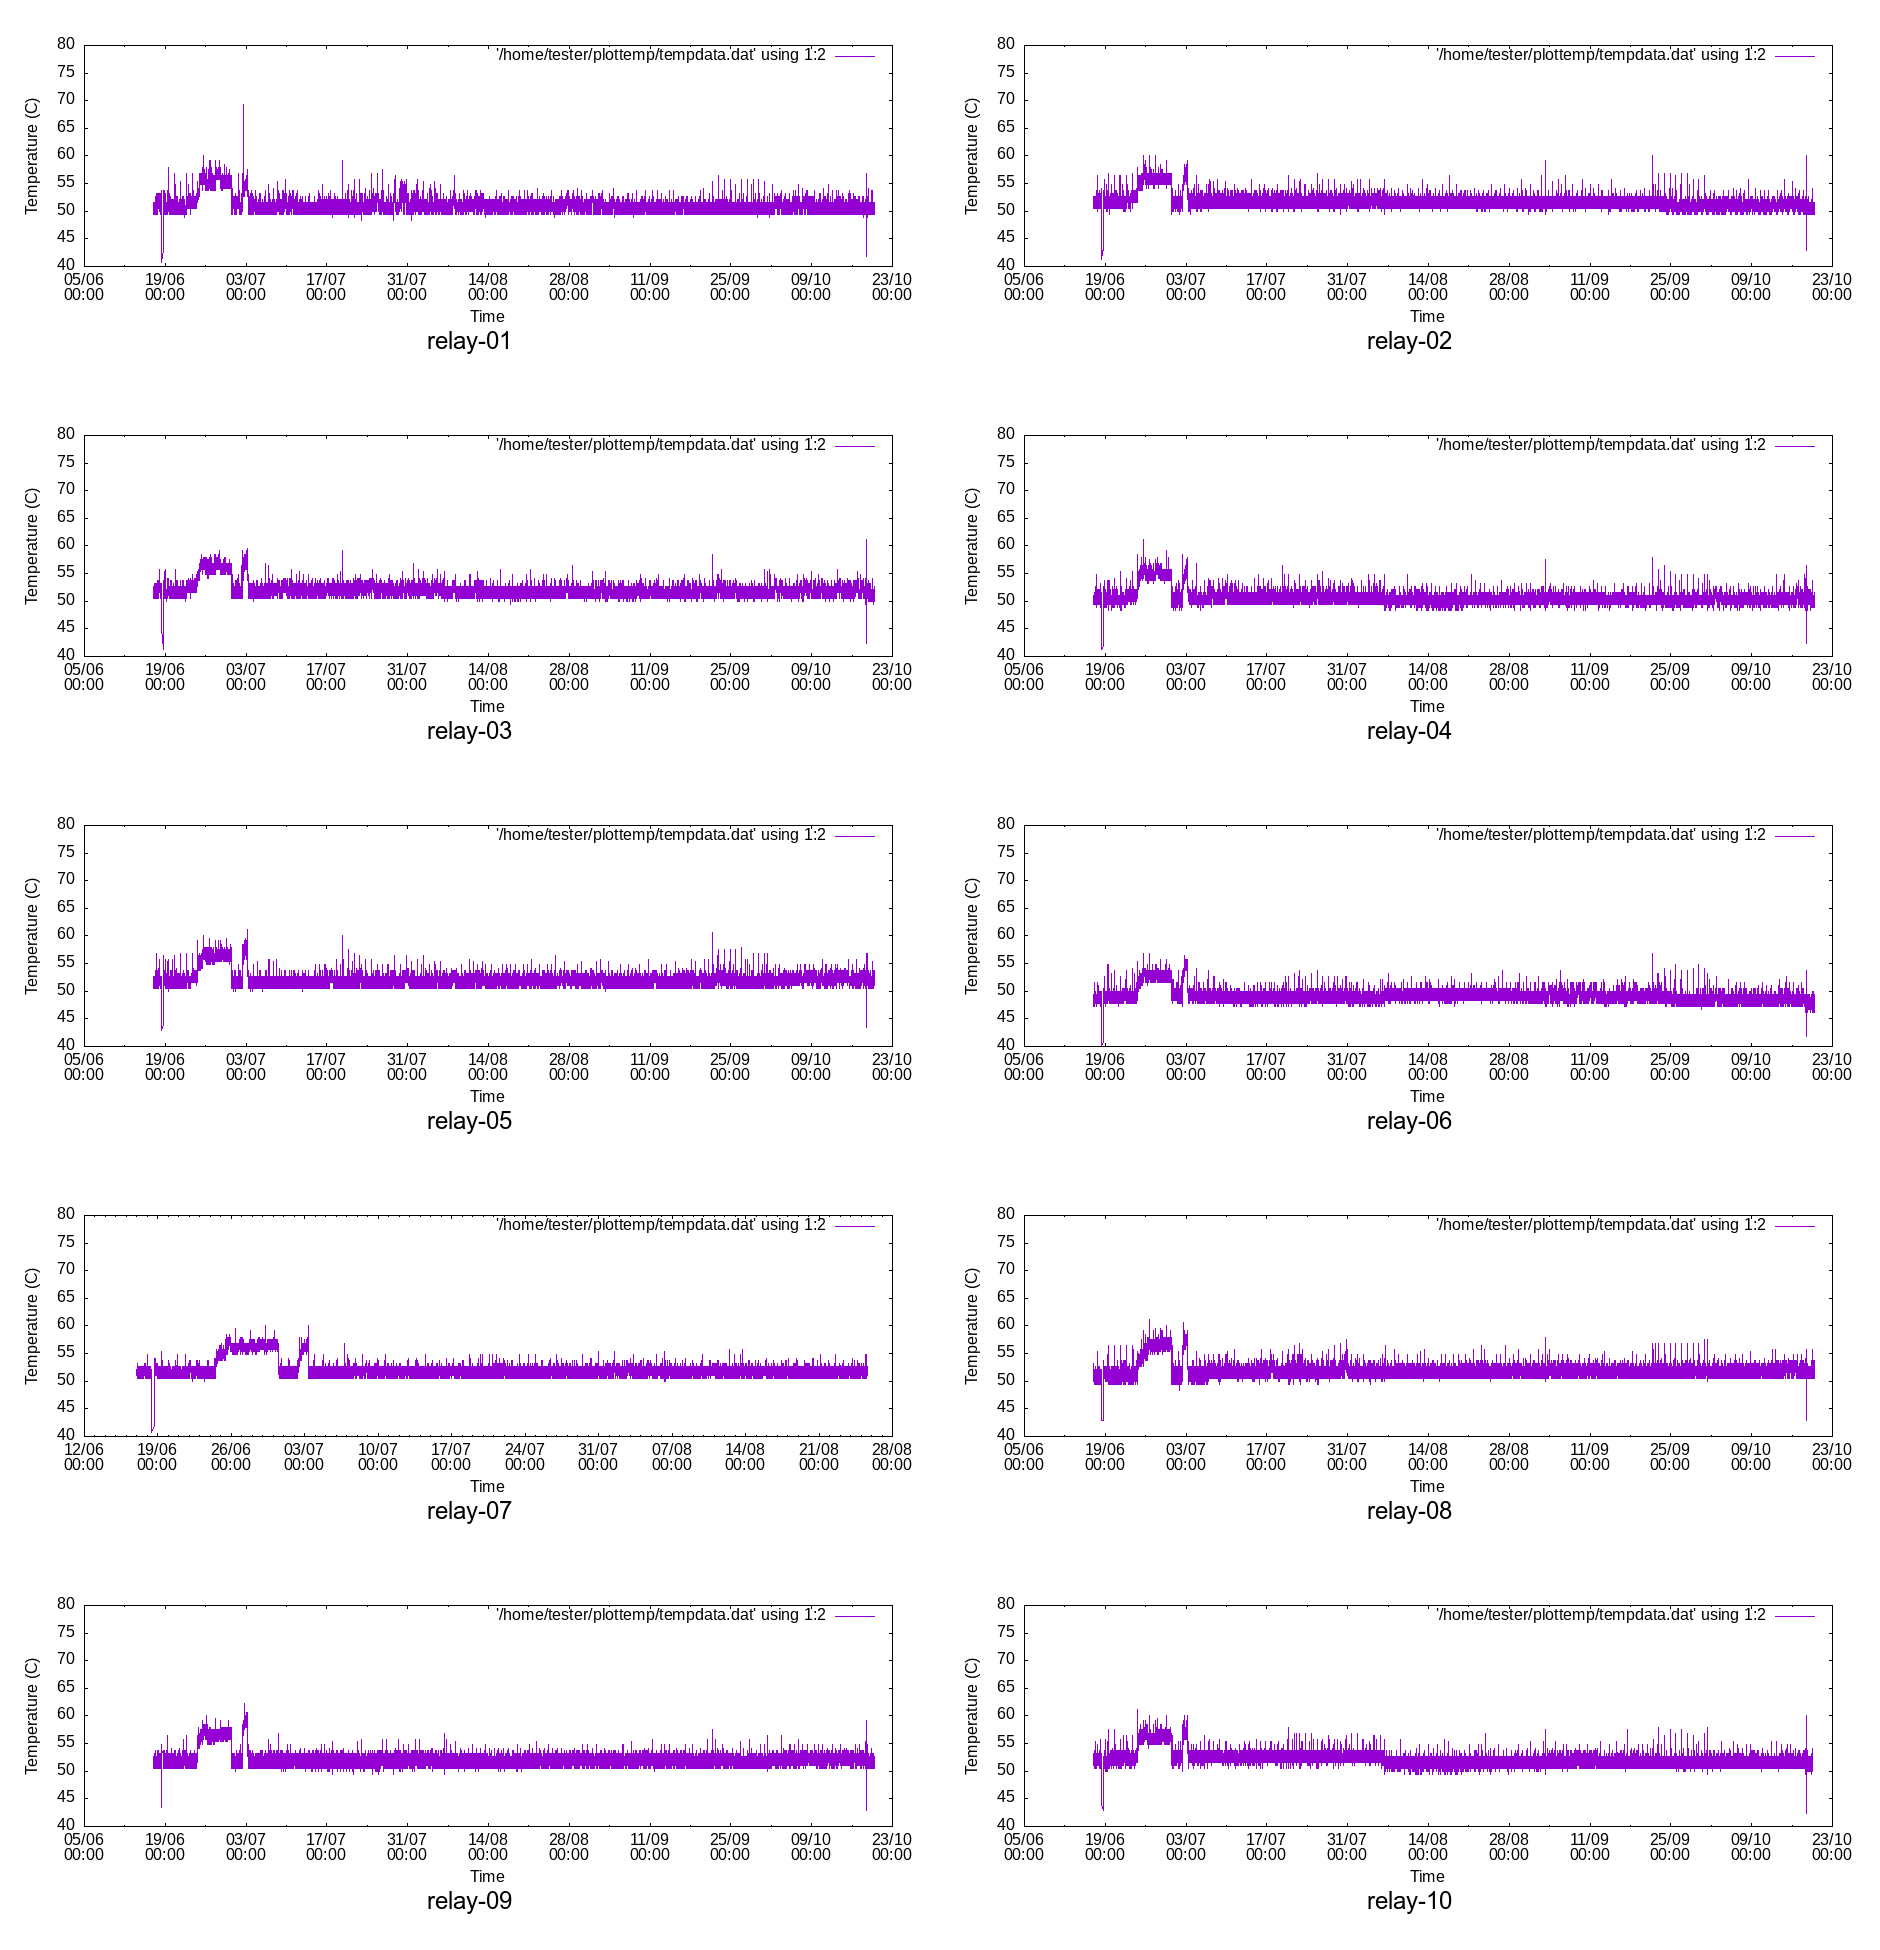 80 '/home/tester/plottemp/tempdata.dat' using 1:2
75
70
65
60
55
50
45
40
Temperature (C)
05/06 19/06 03/07 17/07 31/07 14/08 28/08 11/09 25/09 09/10 23/10
00:00 00:00 00:00 00:00 00:00 00:00 00:00 00:00 00:00 00:00 00:00
Time
relay-01
80 '/home/tester/plottemp/tempdata.dat' using 1:2
75
70
65
60
55
50
45
40
Temperature (C)
05/06 19/06 03/07 17/07 31/07 14/08 28/08 11/09 25/09 09/10 23/10
00:00 00:00 00:00 00:00 00:00 00:00 00:00 00:00 00:00 00:00 00:00
Time
relay-02
80 '/home/tester/plottemp/tempdata.dat' using 1:2
75
70
65
60
55
50
45
40
Temperature (C)
05/06 19/06 03/07 17/07 31/07 14/08 28/08 11/09 25/09 09/10 23/10
00:00 00:00 00:00 00:00 00:00 00:00 00:00 00:00 00:00 00:00 00:00
Time
relay-03
80 '/home/tester/plottemp/tempdata.dat' using 1:2
75
70
65
60
55
50
45
40
Temperature (C)
05/06 19/06 03/07 17/07 31/07 14/08 28/08 11/09 25/09 09/10 23/10
00:00 00:00 00:00 00:00 00:00 00:00 00:00 00:00 00:00 00:00 00:00
Time
relay-04
80 '/home/tester/plottemp/tempdata.dat' using 1:2
75
70
65
60
55
50
45
40
Temperature (C)
05/06 19/06 03/07 17/07 31/07 14/08 28/08 11/09 25/09 09/10 23/10
00:00 00:00 00:00 00:00 00:00 00:00 00:00 00:00 00:00 00:00 00:00
Time
relay-05
80 '/home/tester/plottemp/tempdata.dat' using 1:2
75
70
65
60
55
50
45
40
Temperature (C)
05/06 19/06 03/07 17/07 31/07 14/08 28/08 11/09 25/09 09/10 23/10
00:00 00:00 00:00 00:00 00:00 00:00 00:00 00:00 00:00 00:00 00:00
Time
relay-06
80 '/home/tester/plottemp/tempdata.dat' using 1:2
75
70
65
60
55
50
45
40
Temperature (C)
12/06 19/06 26/06 03/07 10/07 17/07 24/07 31/07 07/08 14/08 21/08 28/08
00:00 00:00 00:00 00:00 00:00 00:00 00:00 00:00 00:00 00:00 00:00 00:00
Time
relay-07
80 '/home/tester/plottemp/tempdata.dat' using 1:2
75
70
65
60
55
50
45
40
Temperature (C)
05/06 19/06 03/07 17/07 31/07 14/08 28/08 11/09 25/09 09/10 23/10
00:00 00:00 00:00 00:00 00:00 00:00 00:00 00:00 00:00 00:00 00:00
Time
relay-08
80 '/home/tester/plottemp/tempdata.dat' using 1:2
75
70
65
60
55
50
45
40
Temperature (C)
05/06 19/06 03/07 17/07 31/07 14/08 28/08 11/09 25/09 09/10 23/10
00:00 00:00 00:00 00:00 00:00 00:00 00:00 00:00 00:00 00:00 00:00
Time
relay-09
80 '/home/tester/plottemp/tempdata.dat' using 1:2
75
70
65
60
55
50
45
40
Temperature (C)
05/06 19/06 03/07 17/07 31/07 14/08 28/08 11/09 25/09 09/10 23/10
00:00 00:00 00:00 00:00 00:00 00:00 00:00 00:00 00:00 00:00 00:00
Time
relay-10